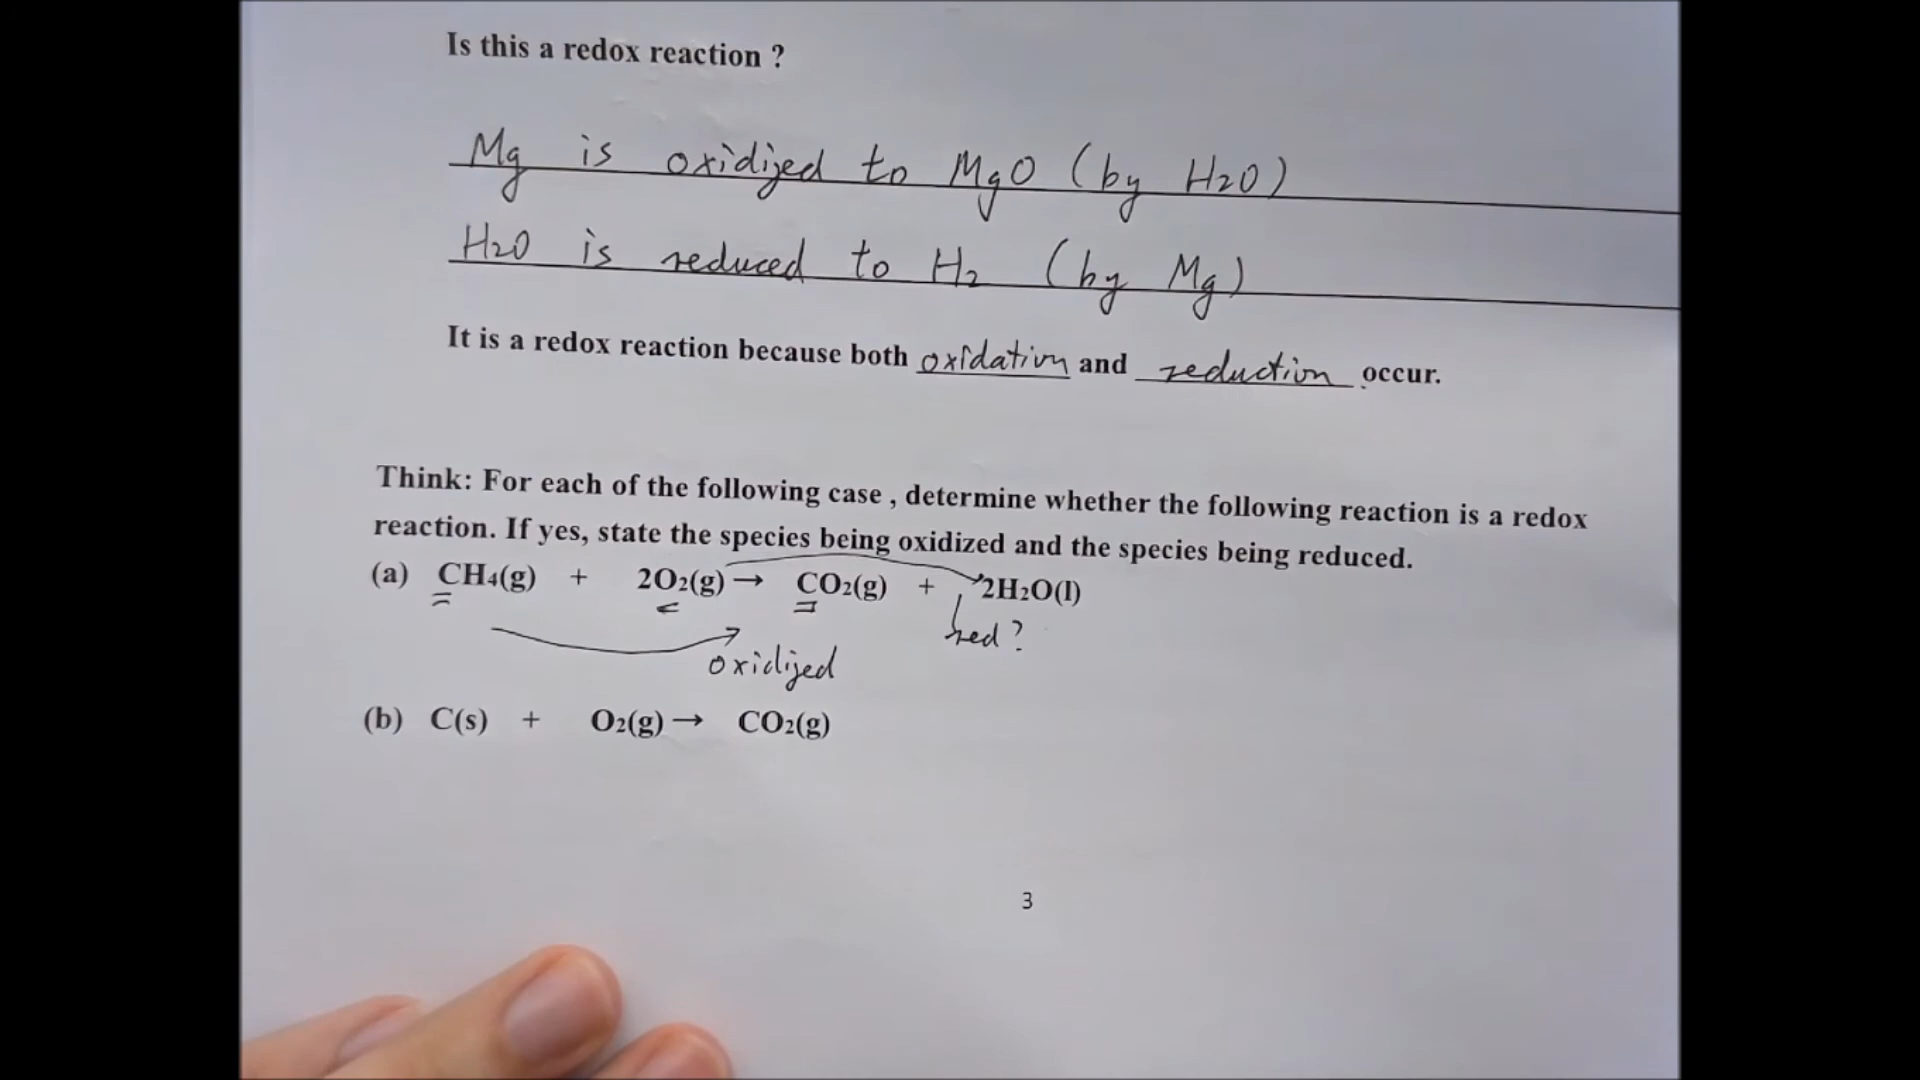 Is this a redox reaction ?
Mg is oxidized to MgO (by H2O)
H2O is reduced to H2 (by Mg)
It is a redox reaction because both oxidation and reduction occur.
Think: For each of the following case , determine whether the following reaction is a redox
reaction. If yes, state the species being oxidized and the species being reduced.
(a) CH4(g) + 2O2(g) → CO2(g) + 2H2O(l)
red ?
oxidized
(b) C(s) + O2(g) → CO2(g)
3